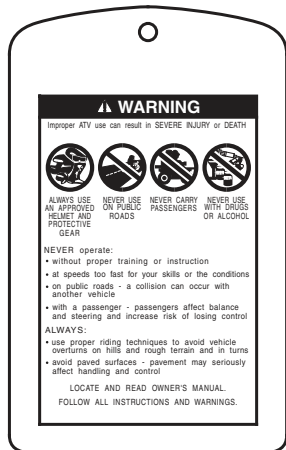 WARNING
Improper ATV use can result in SEVERE INJURY or DEATH
ALWAYS USE
AN APPROVED
HELMET AND
PROTECTIVE
GEAR
NEVER USE
ON PUBLIC
ROADS
NEVER CARRY
PASSENGERS
NEVER USE
WITH DRUGS
OR ALCOHOL
NEVER operate:
• without proper training or instruction
• at speeds too fast for your skills or the conditions
• on public roads - a collision can occur with
another vehicle
• with a passenger - passengers affect balance
and steering and increase risk of losing control
ALWAYS:
• use proper riding techniques to avoid vehicle
overturns on hills and rough terrain and in turns
• avoid paved surfaces - pavement may seriously
affect handling and control
LOCATE AND READ OWNER'S MANUAL.
FOLLOW ALL INSTRUCTIONS AND WARNINGS.